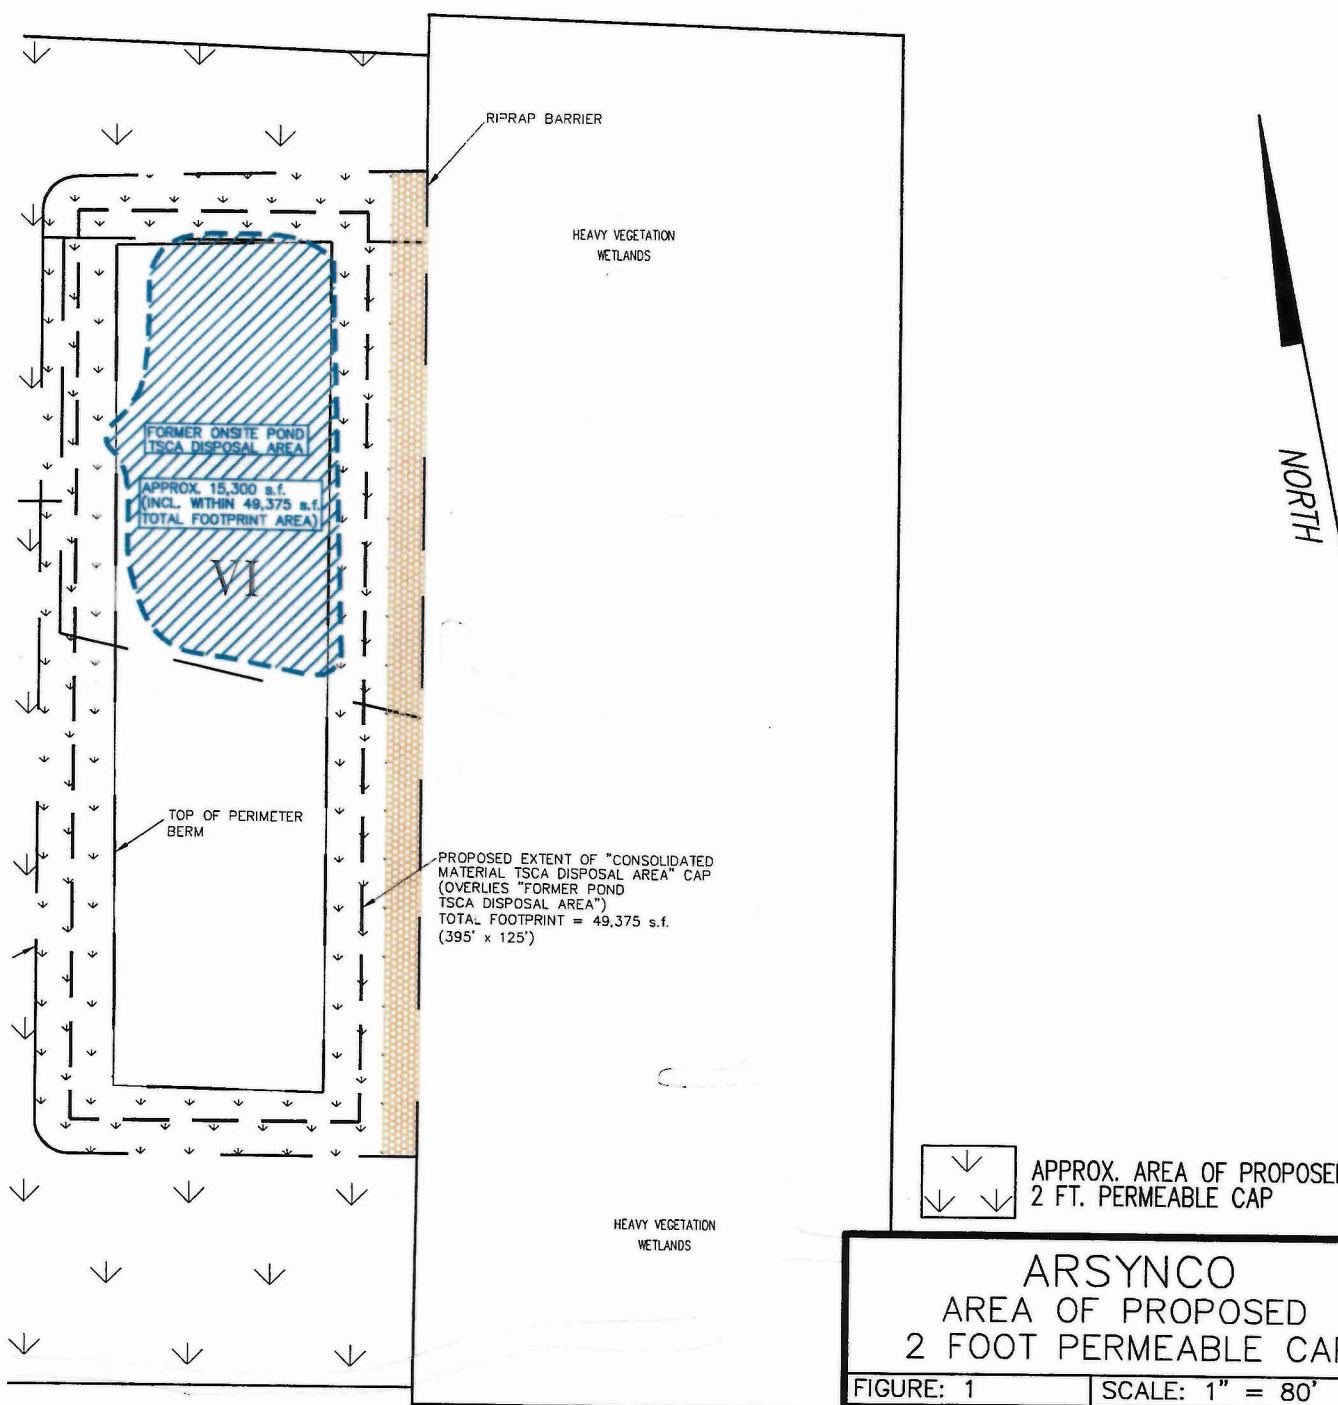 RIPRAP BARRIER
HEAVY VEGETATION
WETLANDS
NORTH
FORMER ONSITE POND
TSCA DISPOSAL AREA
APPROX. 15,300 s.f.
(INCL. WITHIN 49,375 s.f.
TOTAL FOOTPRINT AREA)
VI
TOP OF PERIMETER
BERM
PROPOSED EXTENT OF "CONSOLIDATED
MATERIAL TSCA DISPOSAL AREA" CAP
(OVERLIES "FORMER POND
TSCA DISPOSAL AREA")
TOTAL FOOTPRINT = 49,375 s.f.
(395' x 125')
HEAVY VEGETATION
WETLANDS
APPROX. AREA OF PROPOSED
2 FT. PERMEABLE CAP
ARSYNCO
AREA OF PROPOSED
2 FOOT PERMEABLE CAP
FIGURE: 1
SCALE: 1" = 80'